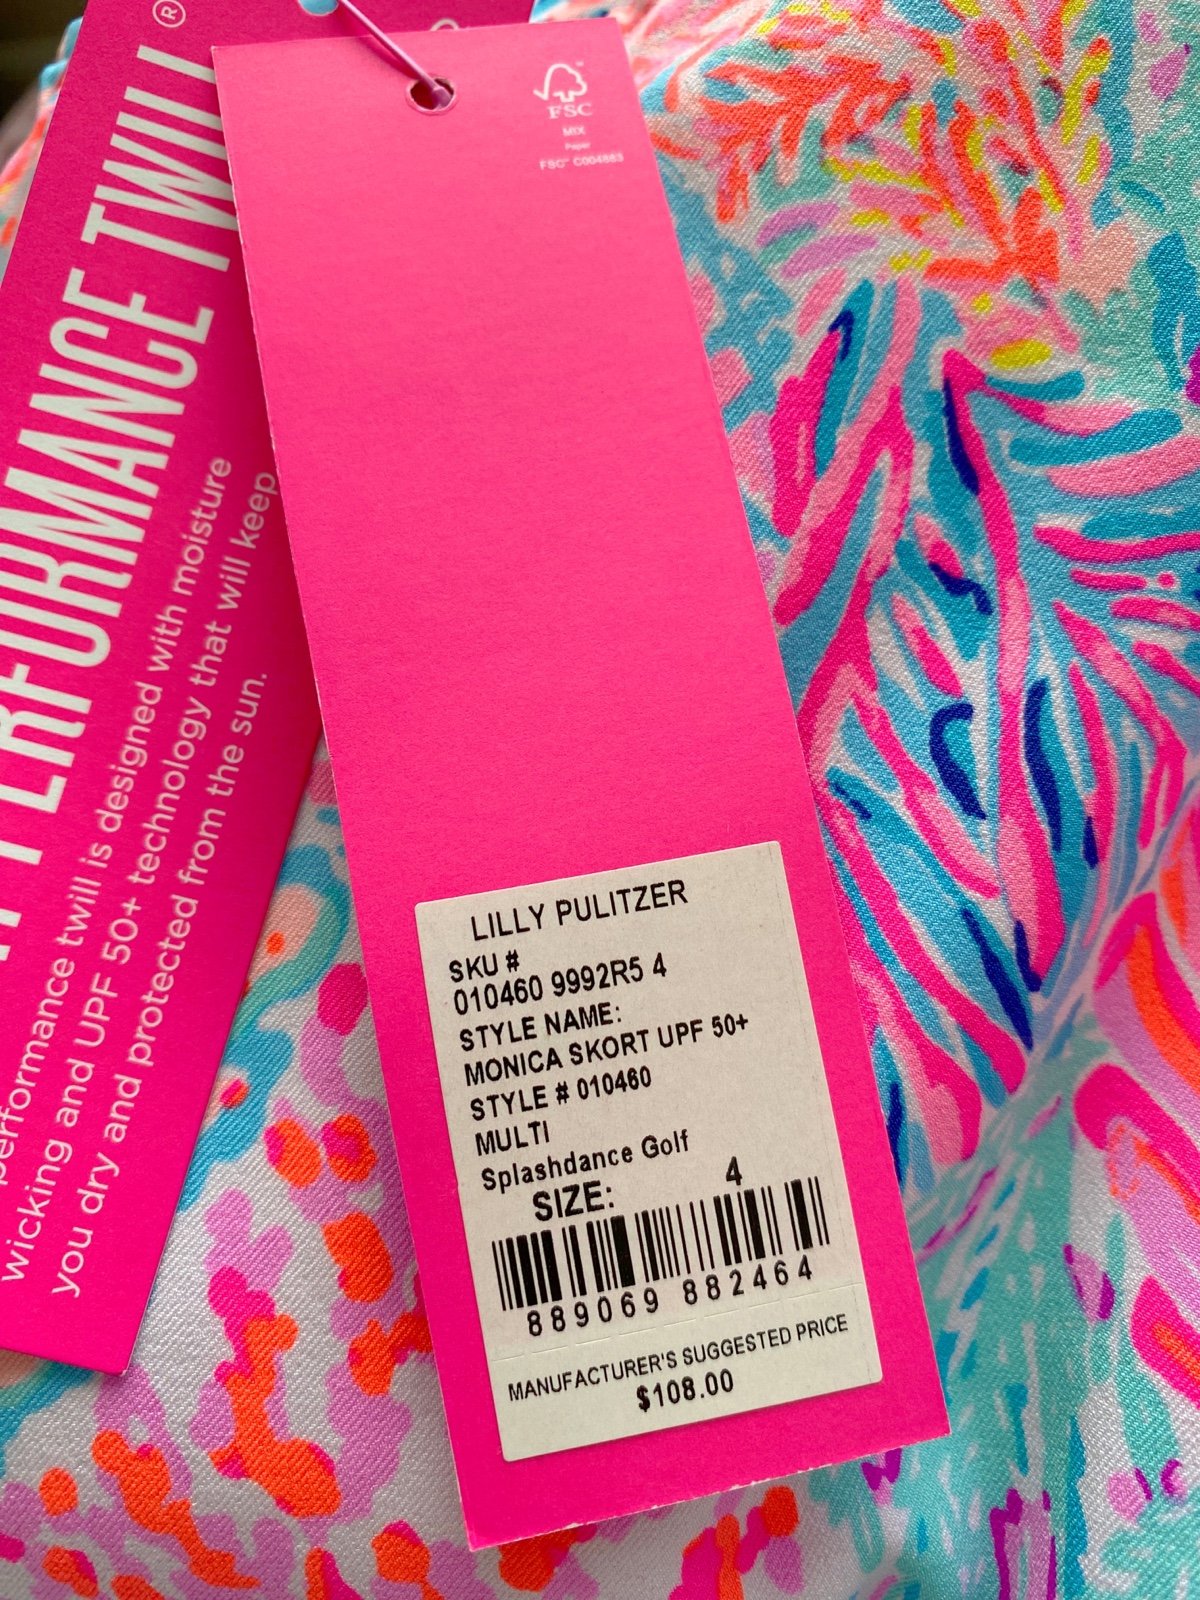 PERFORMANCE TWILL®
performance twill is designed with moisture
wicking and UPF 50+ technology that will keep
you dry and protected from the sun.
FSC
MIX
Paper
FSC™ C004883
LILLY PULITZER
SKU #
010460 9992R5 4
STYLE NAME:
MONICA SKORT UPF 50+
STYLE # 010460
MULTI
Splashdance Golf
SIZE: 4
889069 882464
MANUFACTURER'S SUGGESTED PRICE
$108.00